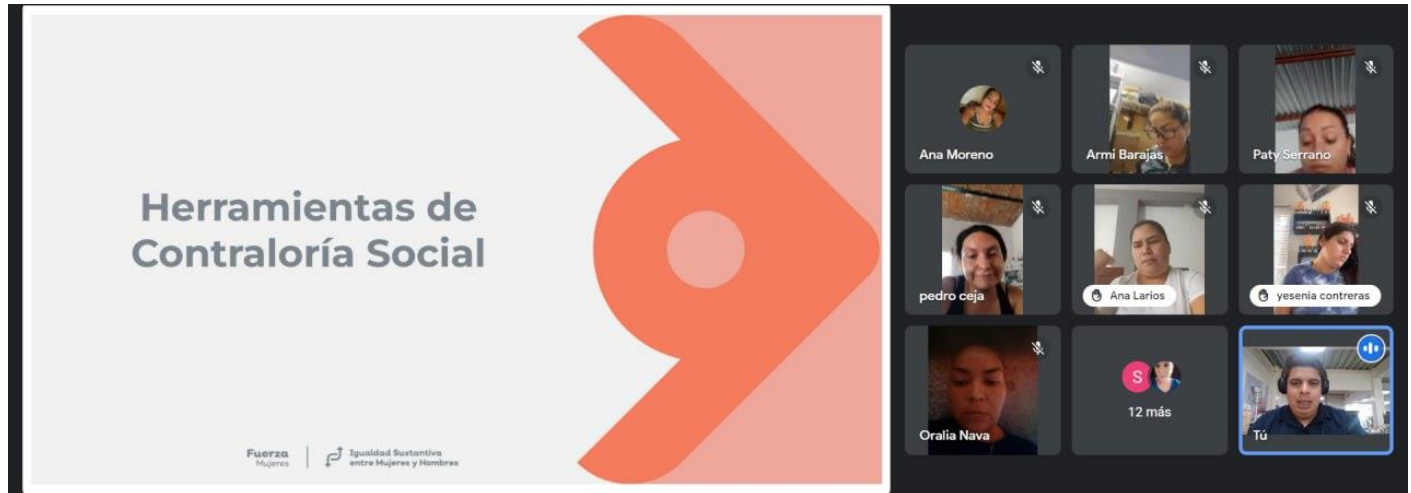 Herramientas de
Contraloría Social
Fuerza
Mujeres
Igualdad Sustantiva
entre Mujeres y Hombres
Ana Moreno
Armi Barajas
Paty Serrano
pedro ceja
Ana Larios
yesenia contreras
Oralia Nava
S
12 más
Tú